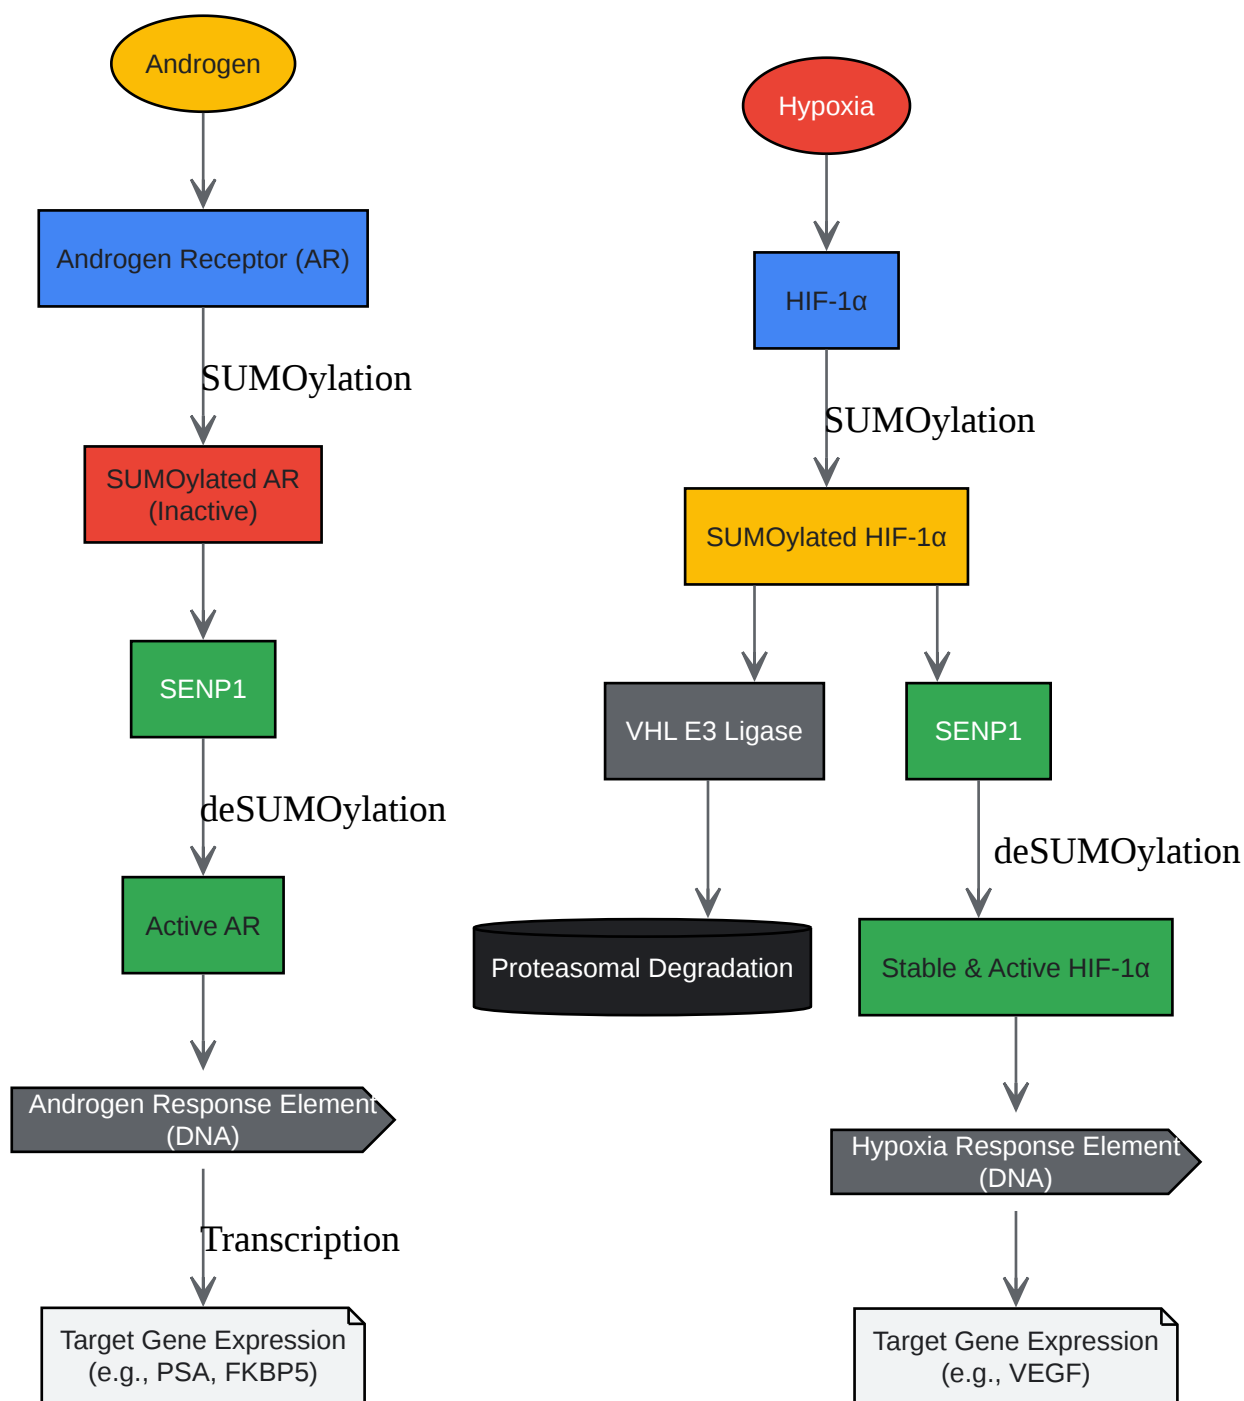 Androgen
Androgen Receptor (AR)
SUMOylation
SUMOylated AR
(Inactive)
SENP1
deSUMOylation
Active AR
Androgen Response Element
(DNA)
Transcription
Target Gene Expression
(e.g., PSA, FKBP5)
Hypoxia
HIF-1α
SUMOylation
SUMOylated HIF-1α
VHL E3 Ligase
Proteasomal Degradation
SENP1
deSUMOylation
Stable & Active HIF-1α
Hypoxia Response Element
(DNA)
Target Gene Expression
(e.g., VEGF)